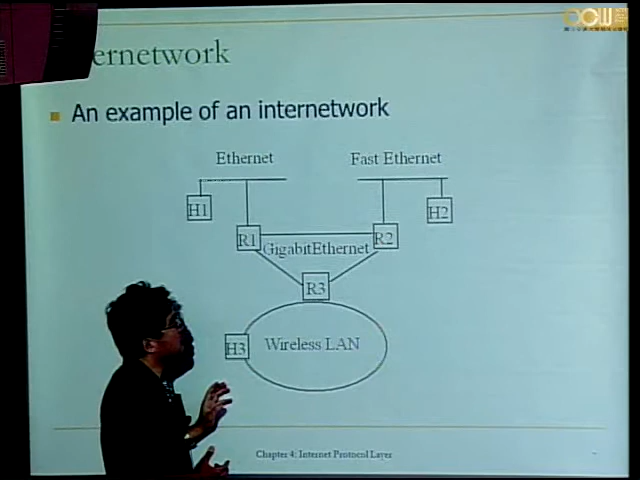 ernetwork
An example of an internetwork
Ethernet
Fast Ethernet
H1
H2
R1
R2
GigabitEthernet
R3
H3
Wireless LAN
Chapter 4: Internet Protocol Layer
OCW